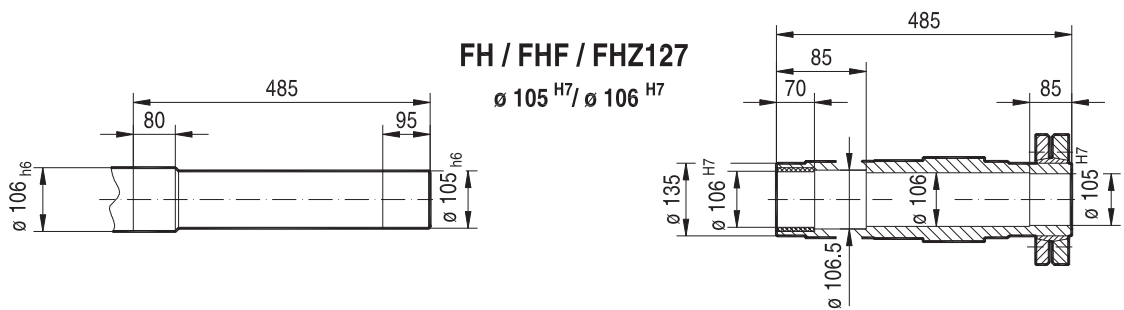 FH / FHF / FHZ127
ø 105 H7/ ø 106 H7
485
80
95
ø 106 h6
ø 105 h6
485
85
70
85
ø 135
ø 106 H7
ø 106.5
ø 106
ø 105 H7